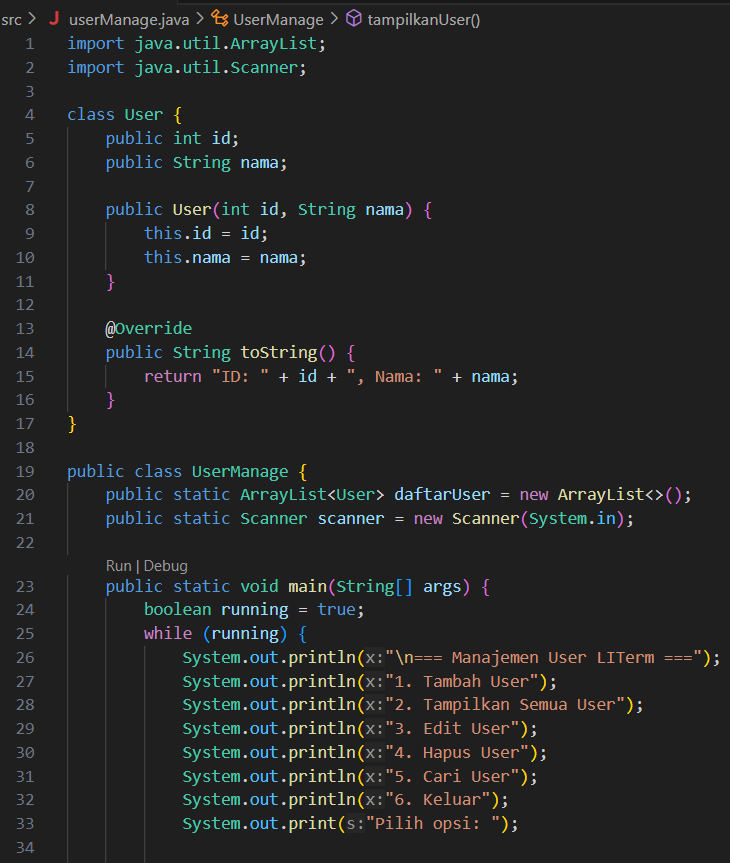 src > J userManage.java > UserManage > tampilkanUser()
1 import java.util.ArrayList;
2 import java.util.Scanner;
3
4 class User {
5     public int id;
6     public String nama;
7
8     public User(int id, String nama) {
9         this.id = id;
10         this.nama = nama;
11     }
12
13     @Override
14     public String toString() {
15         return "ID: " + id + ", Nama: " + nama;
16     }
17 }
18
19 public class UserManage {
20     public static ArrayList<User> daftarUser = new ArrayList<>();
21     public static Scanner scanner = new Scanner(System.in);
22
Run | Debug
23     public static void main(String[] args) {
24         boolean running = true;
25         while (running) {
26             System.out.println(x:"\n=== Manajemen User LITerm ===");
27             System.out.println(x:"1. Tambah User");
28             System.out.println(x:"2. Tampilkan Semua User");
29             System.out.println(x:"3. Edit User");
30             System.out.println(x:"4. Hapus User");
31             System.out.println(x:"5. Cari User");
32             System.out.println(x:"6. Keluar");
33             System.out.print(s:"Pilih opsi: ");
34